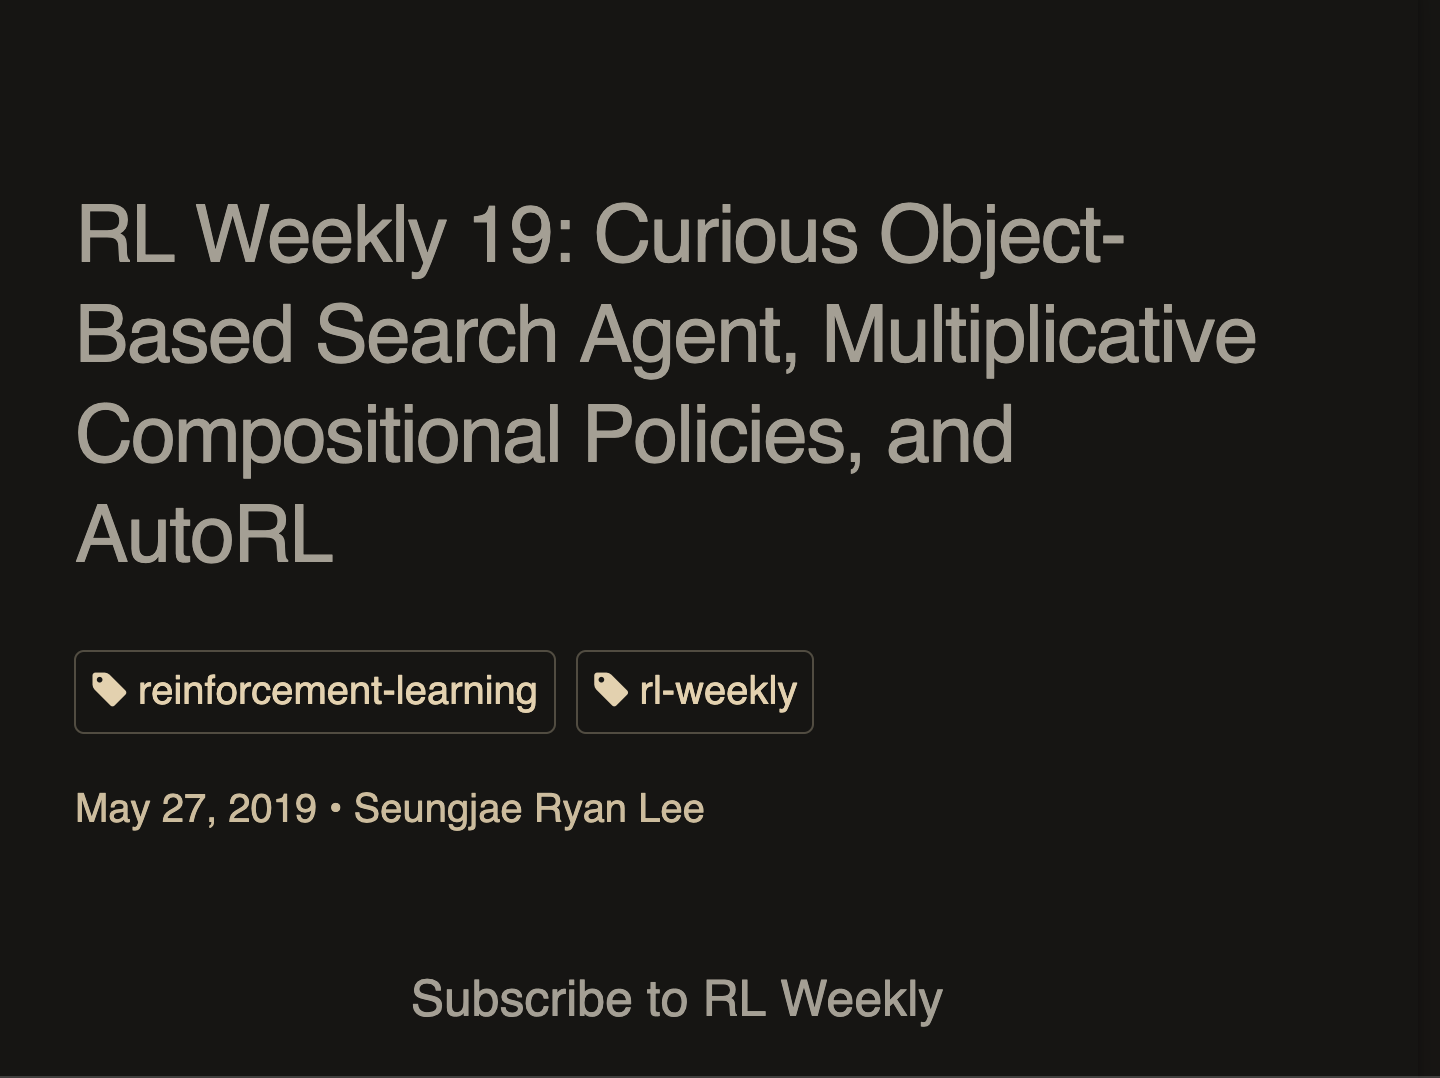 RL Weekly 19: Curious Object-
Based Search Agent, Multiplicative
Compositional Policies, and
AutoRL
reinforcement-learning rl-weekly
May 27, 2019 • Seungjae Ryan Lee
Subscribe to RL Weekly